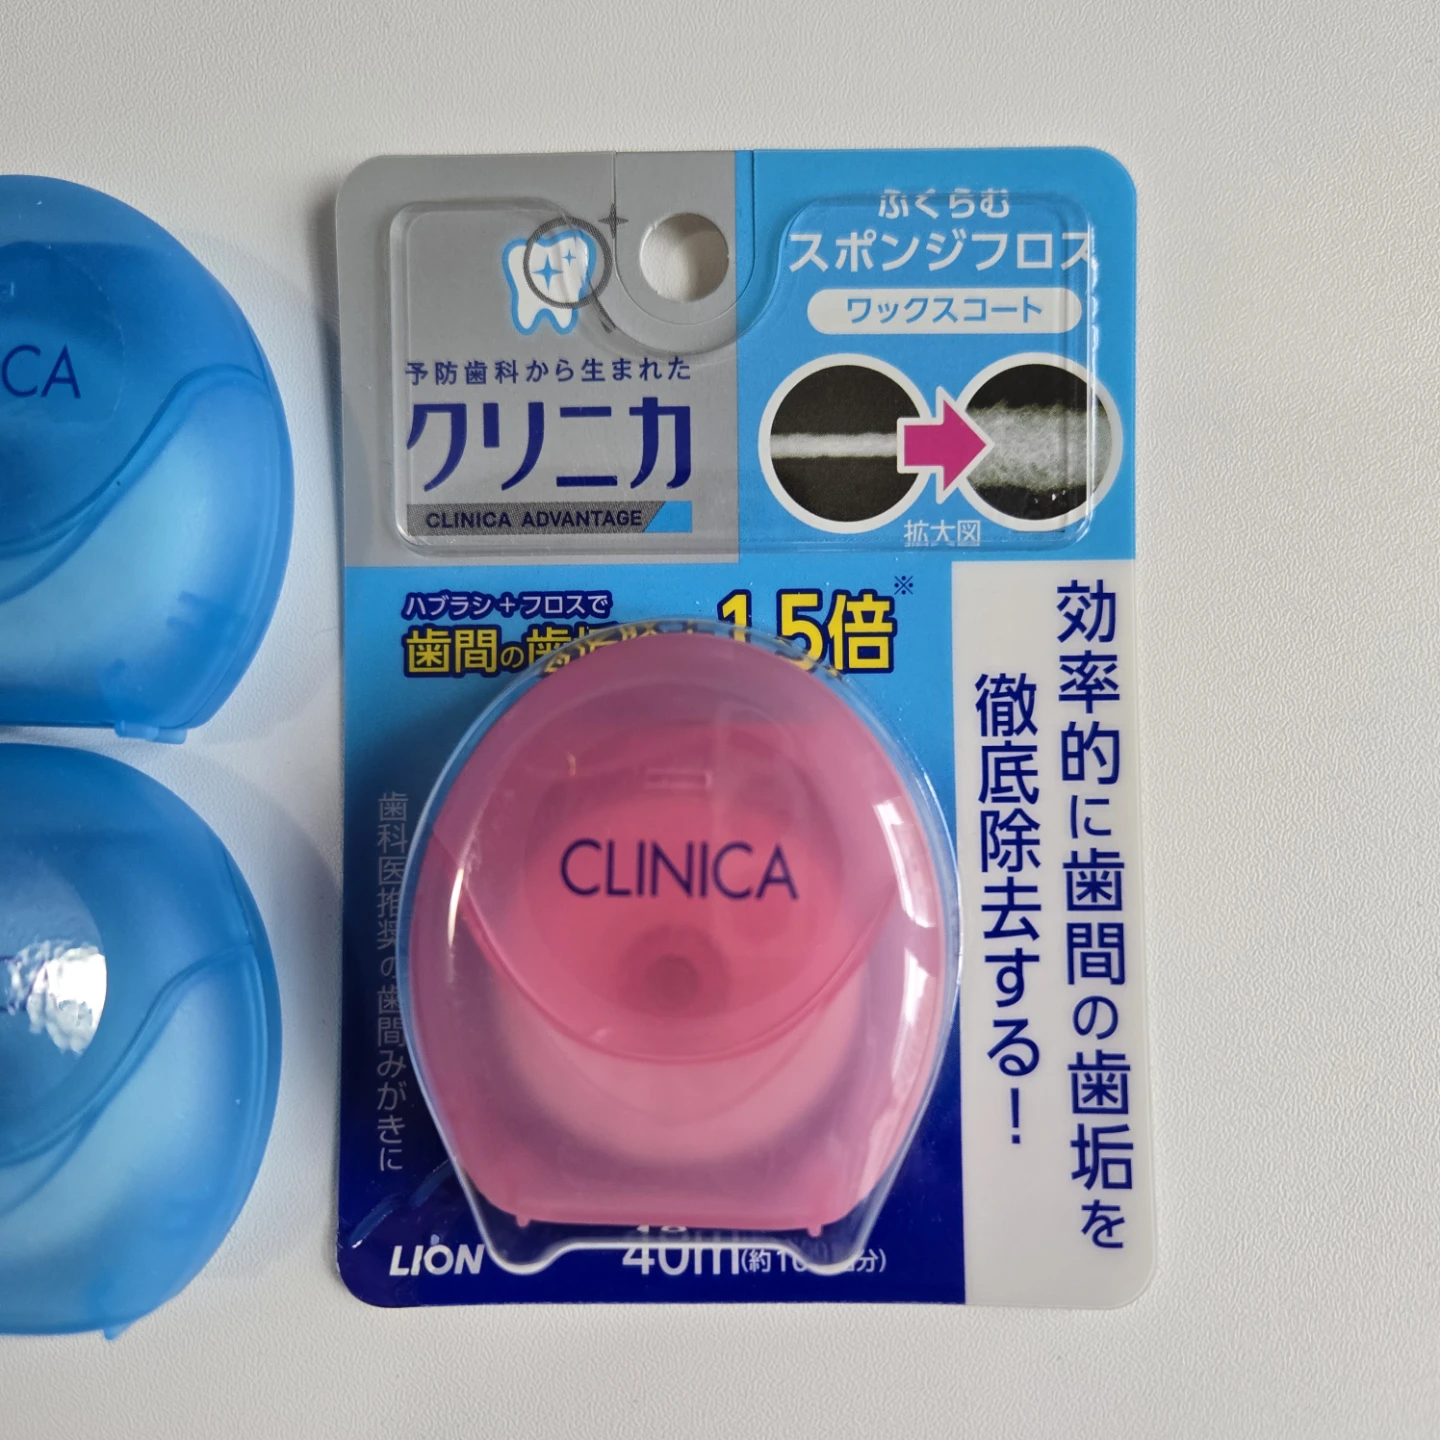 CA
ふくらむ
スポンジフロス
ワックスコート
拡大図
予防歯科から生まれた
クリニカ
CLINICA ADVANTAGE
ハブラシ+フロスで
歯間の歯垢
1.5倍※
効率的に歯間の歯垢を
徹底除去する!
歯科医推奨の歯間みがきに
CLINICA
LION
40m(約